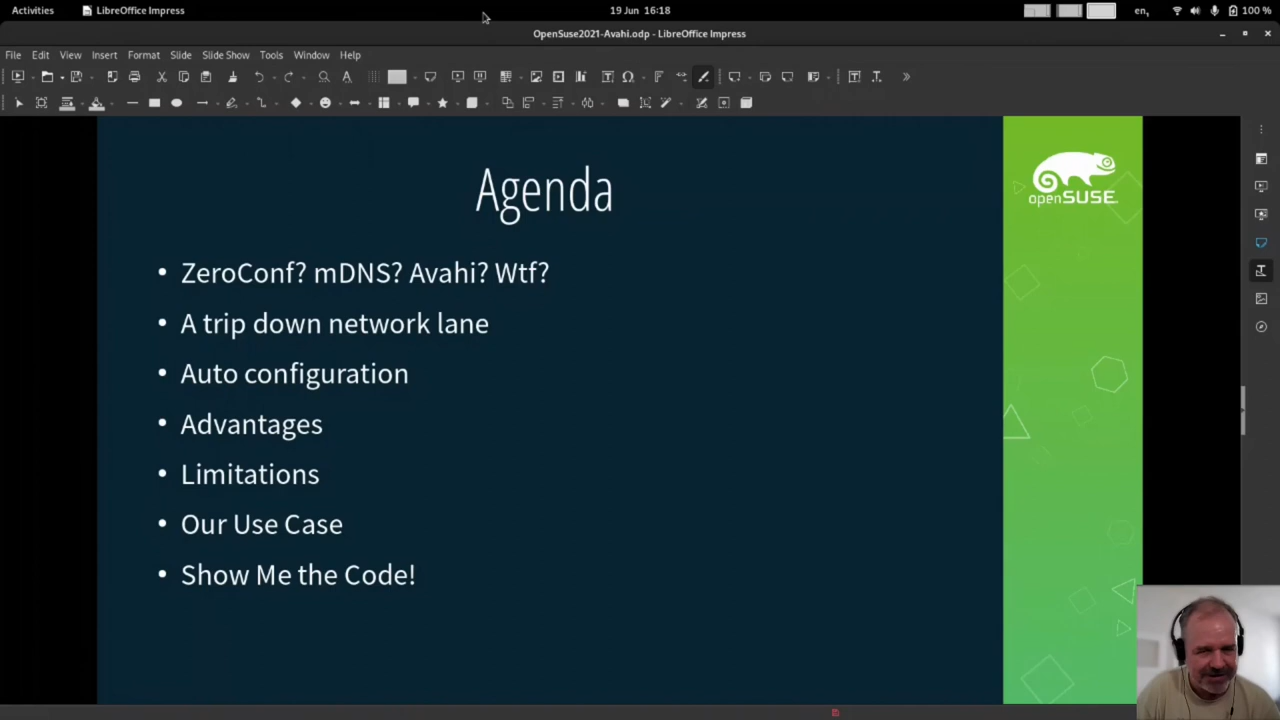 Activities
LibreOffice Impress
19 Jun 16:18
en,
100 %
OpenSuse2021-Avahi.odp - LibreOffice Impress
File Edit View Insert Format Slide Slide Show Tools Window Help
Agenda
openSUSE
• ZeroConf? mDNS? Avahi? Wtf?
• A trip down network lane
• Auto configuration
• Advantages
• Limitations
• Our Use Case
• Show Me the Code!